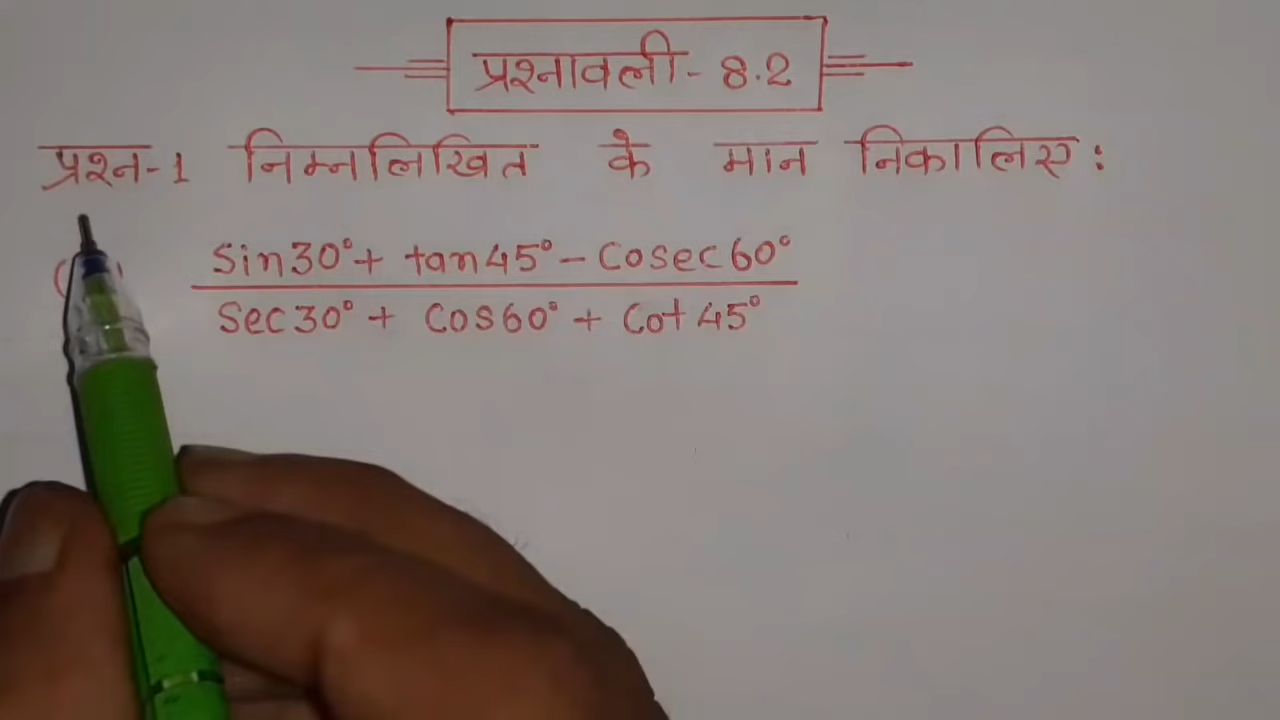 प्रश्नावली- 8.2
प्रश्न-1 निम्नलिखित के मान निकालिए:
Sin30°+ tan45° - Cosec60°
Sec30° + Cos60° + Cot45°